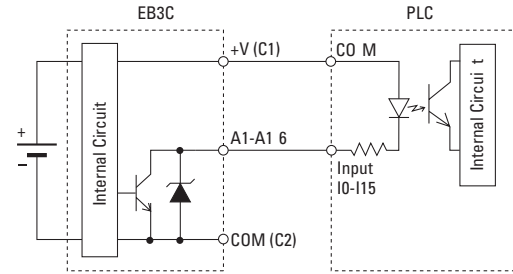 EB3C
PLC
+V (C1)
CO M
Internal Circuit
Internal Circui t
+
A1-A1 6
Input
I0-I15
–
COM (C2)